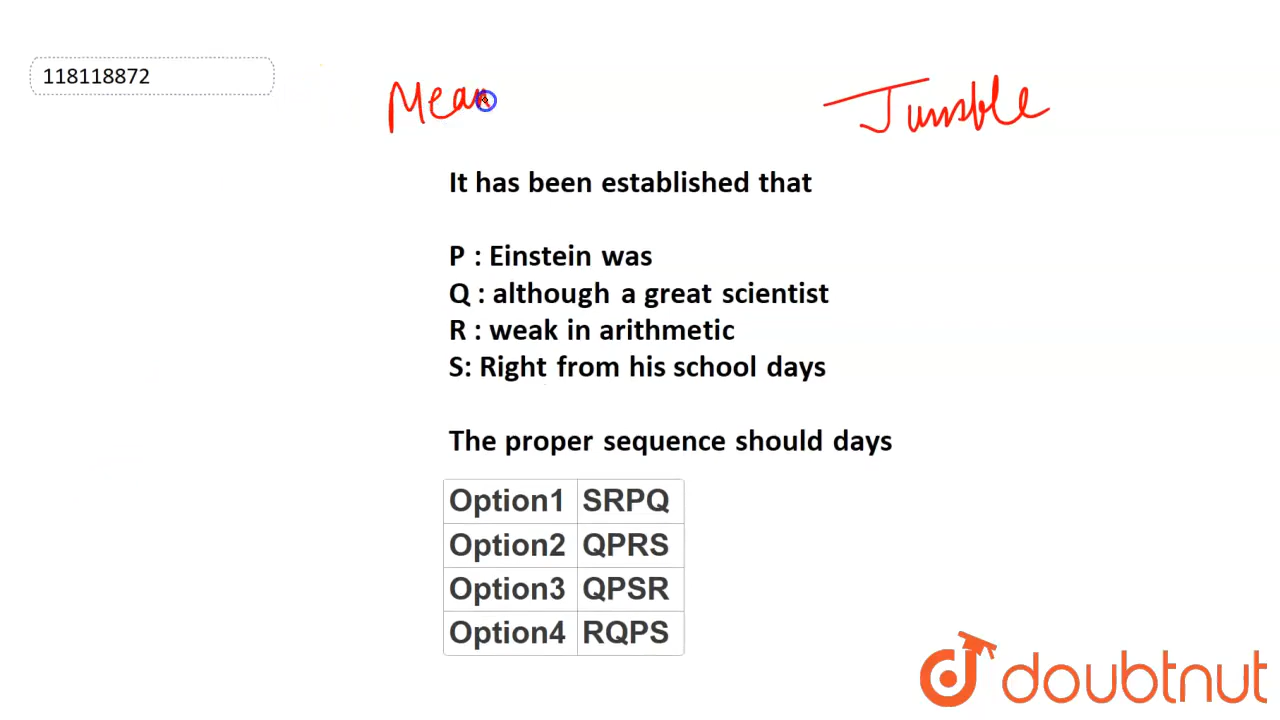 118118872
Mean
Jumble
It has been established that
P : Einstein was
Q : although a great scientist
R : weak in arithmetic
S: Right from his school days
The proper sequence should days
Option1 SRPQ
Option2 QPRS
Option3 QPSR
Option4 RQPS
doubtnut